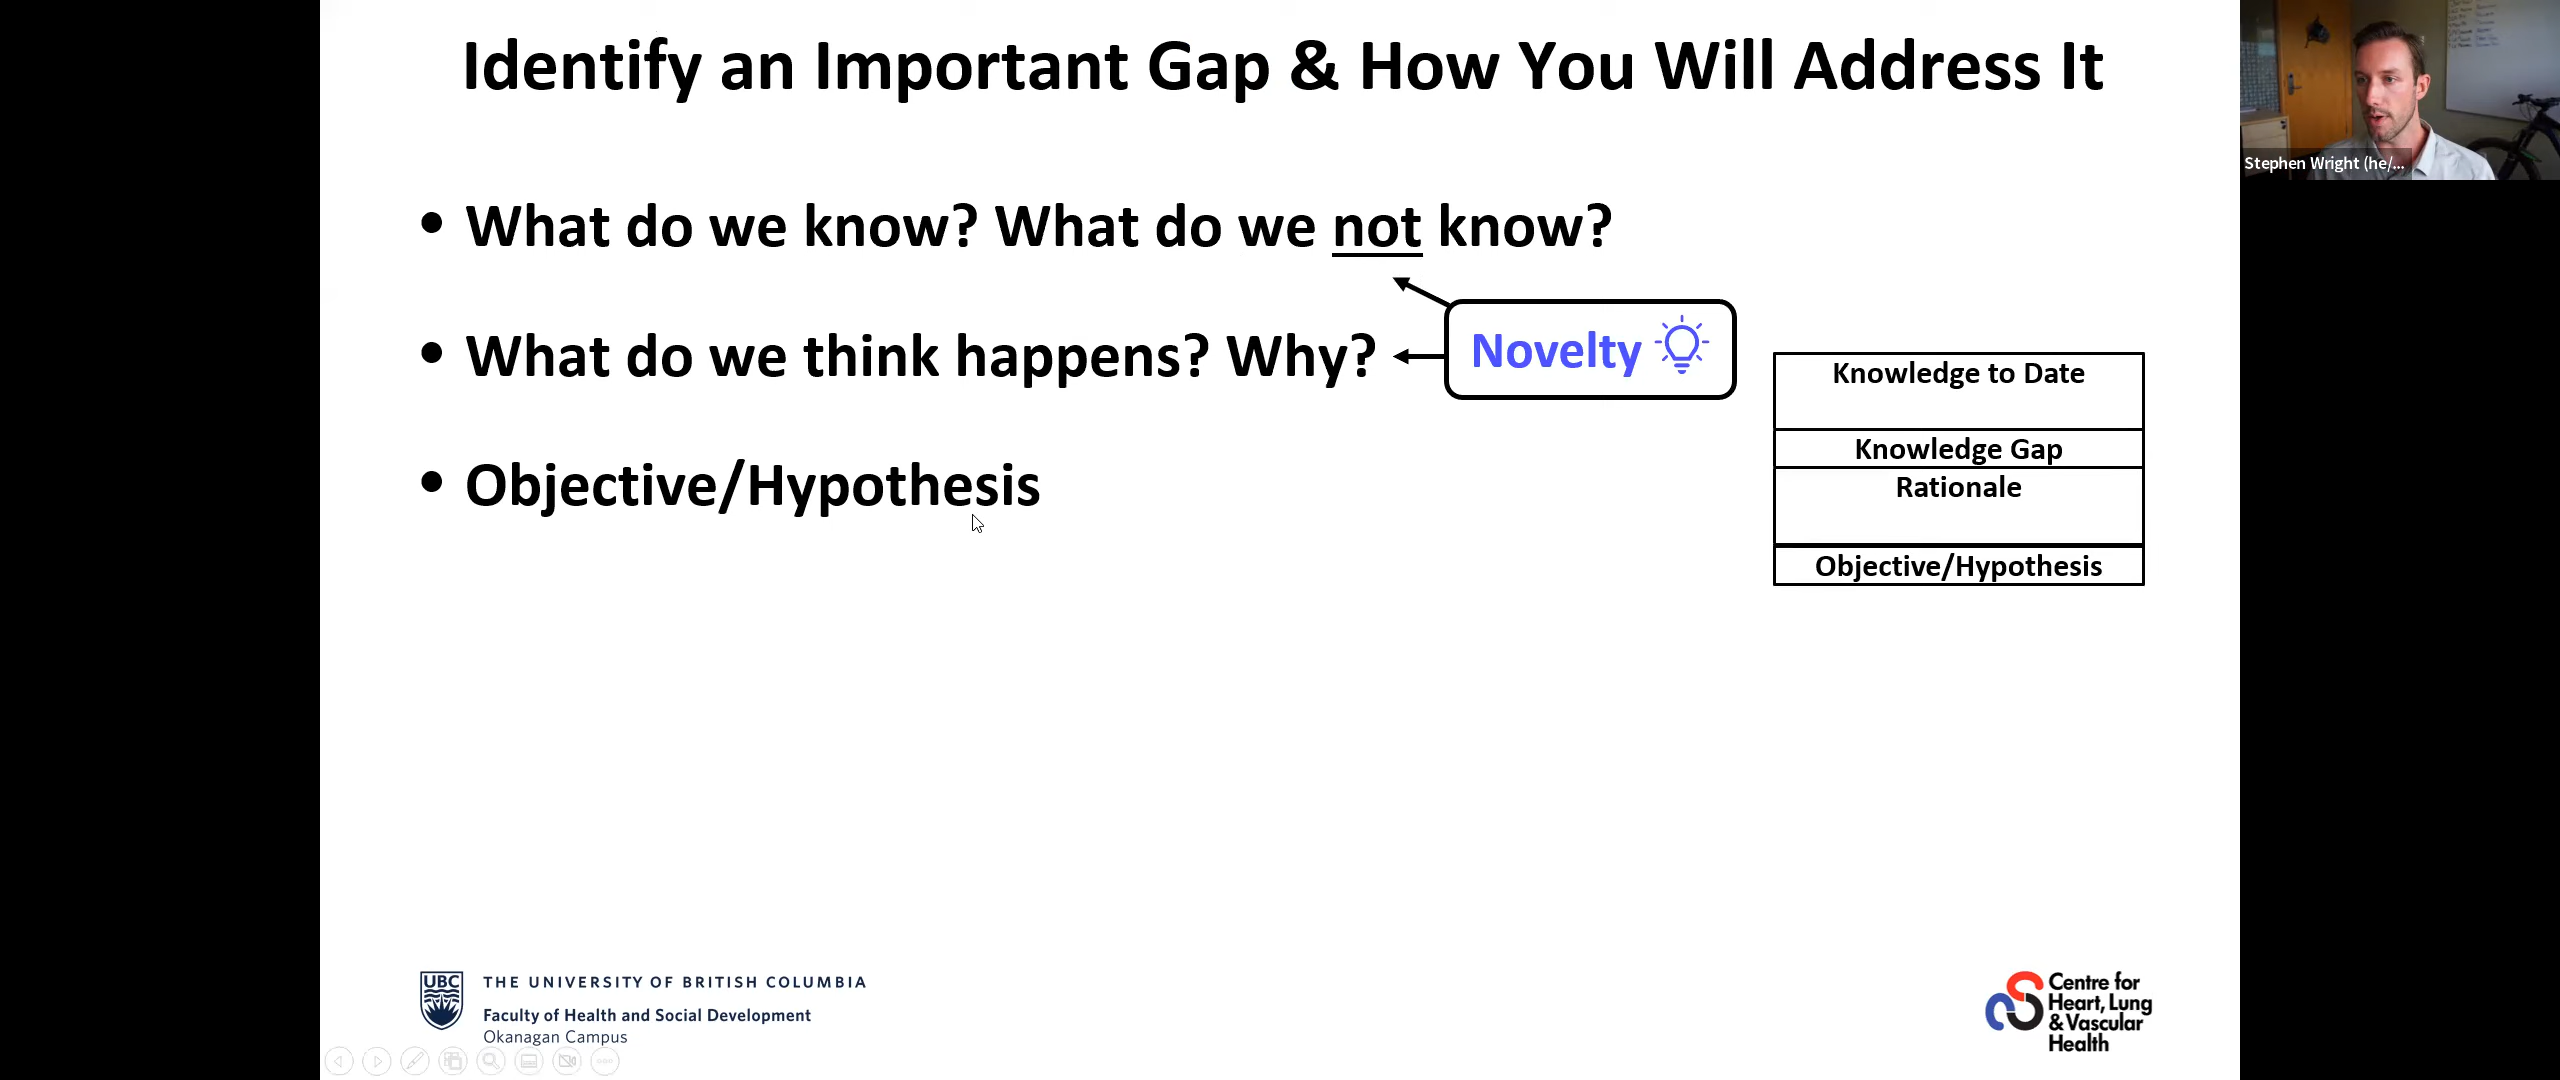 Identify an Important Gap & How You Will Address It
Stephen Wright (he/...
• What do we know? What do we not know?
• What do we think happens? Why?
Novelty
• Objective/Hypothesis
Knowledge to Date
Knowledge Gap
Rationale
Objective/Hypothesis
UBC
THE UNIVERSITY OF BRITISH COLUMBIA
Faculty of Health and Social Development
Okanagan Campus
Centre for
Heart, Lung
& Vascular
Health